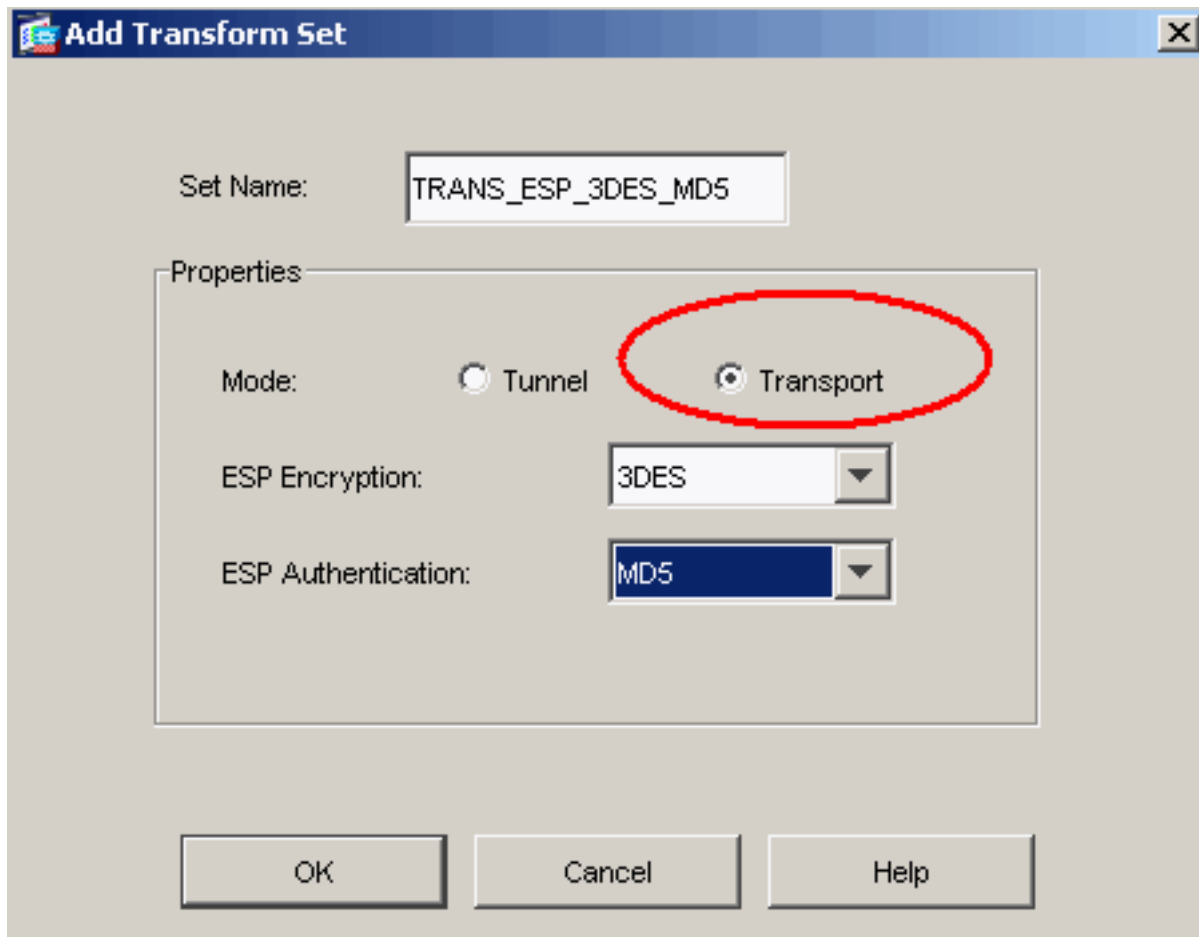 Add Transform Set
Set Name: TRANS_ESP_3DES_MD5
Properties
Mode: Tunnel Transport
ESP Encryption: 3DES
ESP Authentication: MD5
OK Cancel Help